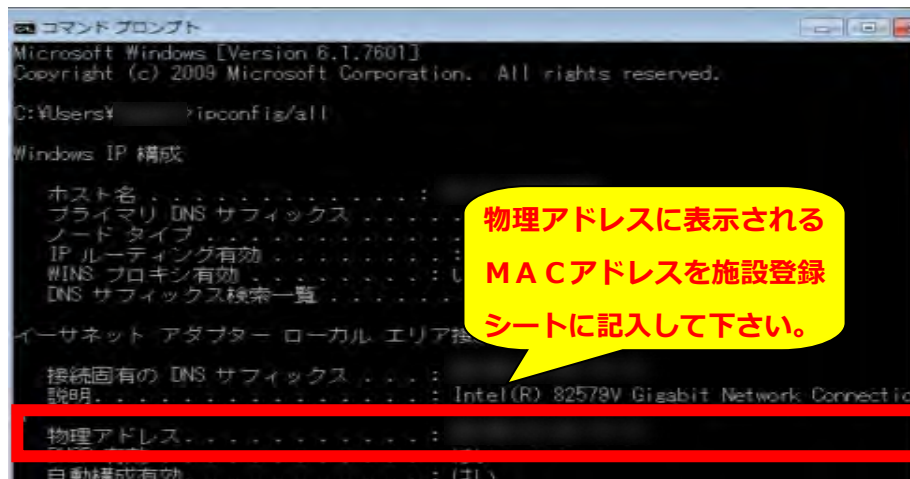 コマンド プロンプト
Microsoft Windows [Version 6.1.7601]
Copyright (c) 2009 Microsoft Corporation. All rights reserved.
C:¥Users¥ >ipconfig/all
Windows IP 構成
ホスト名 . . . . . . . . . . . . . . . :
プライマリ DNS サフィックス . . . . .
ノード タイプ . . . . . . . . . . . .
IP ルーティング有効 . . . . . . . . . :
WINS プロキシ有効 . . . . . . . . . . : い
DNS サフィックス検索一覧 . . . . . .
物理アドレスに表示される
MACアドレスを施設登録
シートに記入して下さい。
イーサネット アダプター ローカル エリア接
接続固有の DNS サフィックス . . . . :
説明. . . . . . . . . . . . . . . . . : Intel(R) 82579V Gigabit Network Connectio
物理アドレス. . . . . . . . . . . . . :
自動構成有効 . . . . . . . . . . . . : はい